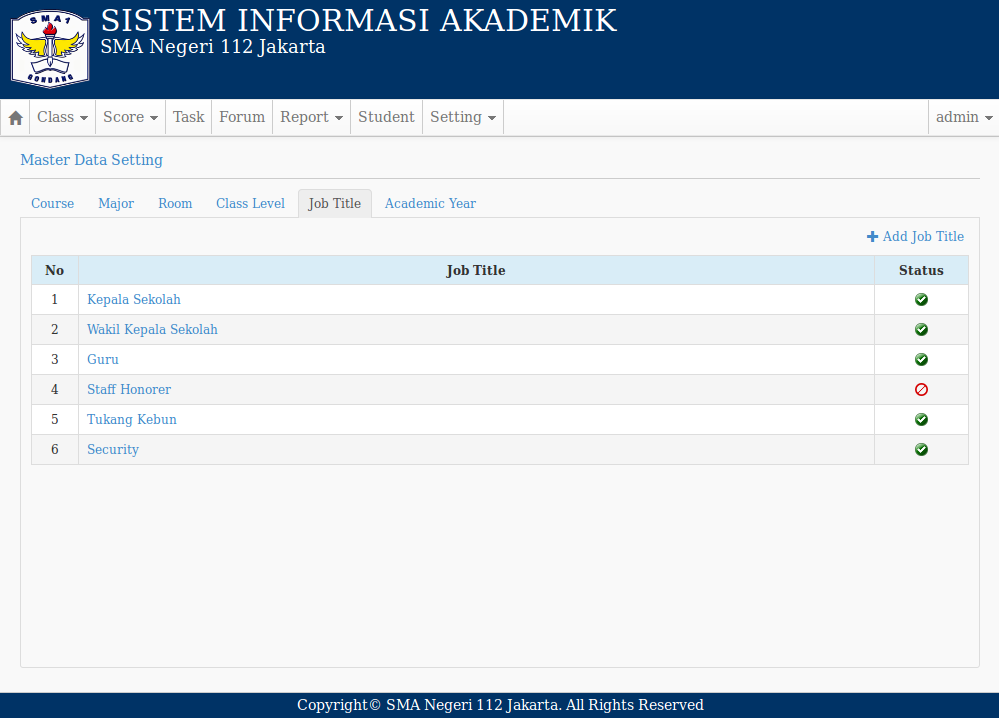 SMA 1
GONDANG
SISTEM INFORMASI AKADEMIK
SMA Negeri 112 Jakarta
Class Score Task Forum Report Student Setting admin
Master Data Setting
Course Major Room Class Level Job Title Academic Year
Add Job Title
No Job Title Status
1 Kepala Sekolah
2 Wakil Kepala Sekolah
3 Guru
4 Staff Honorer
5 Tukang Kebun
6 Security
Copyright© SMA Negeri 112 Jakarta. All Rights Reserved